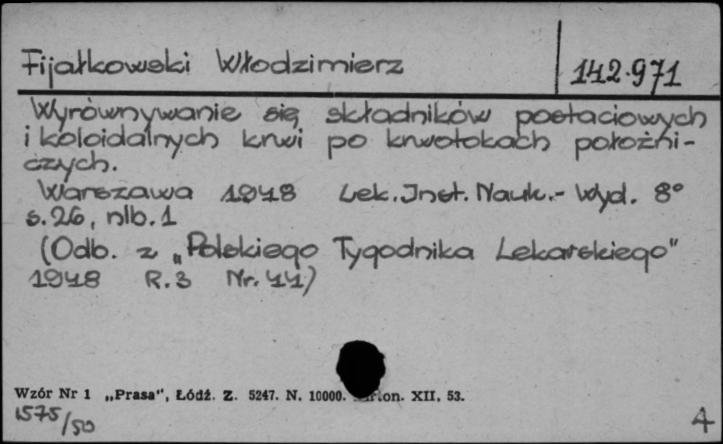 Fijałkowski Włodzimierz 142.971
Wyrównywanie się składników postaciowych
i koloidalnych krwi po krwotokach położni-
czych.
Warszawa 1948 Lek. Inst. Nauk.- Wyd. 8°
s. 26, nlb. 1
(Odb. z „Polskiego Tygodnika Lekarskiego"
1948 R. 3 Nr. 44)
Wzór Nr 1 „Prasa", Łódź. Z. 5247. N. 10000. XII. 53.
1575/50 4